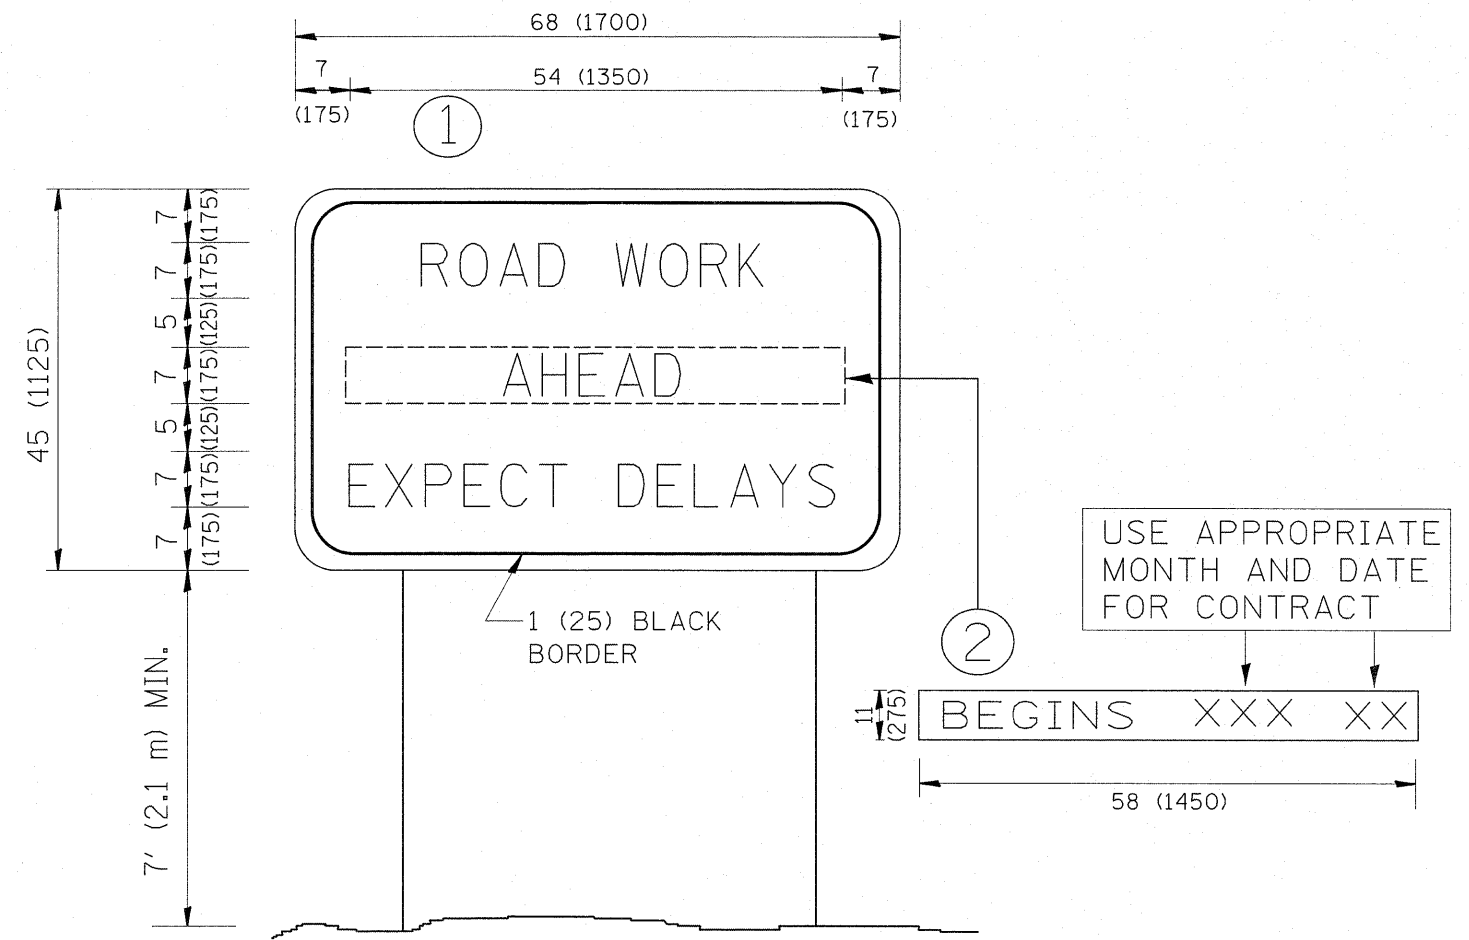 68 (1700)
7
54 (1350)
7
(175)
(175)
1
45 (1125)
7
(175)
7
(175)
5
(125)
7
(175)
5
(125)
7
(175)
7
(175)
ROAD WORK
AHEAD
EXPECT DELAYS
1 (25) BLACK
BORDER
7' (2.1 m) MIN.
USE APPROPRIATE
MONTH AND DATE
FOR CONTRACT
2
11
(275)
BEGINS XXX XX
58 (1450)